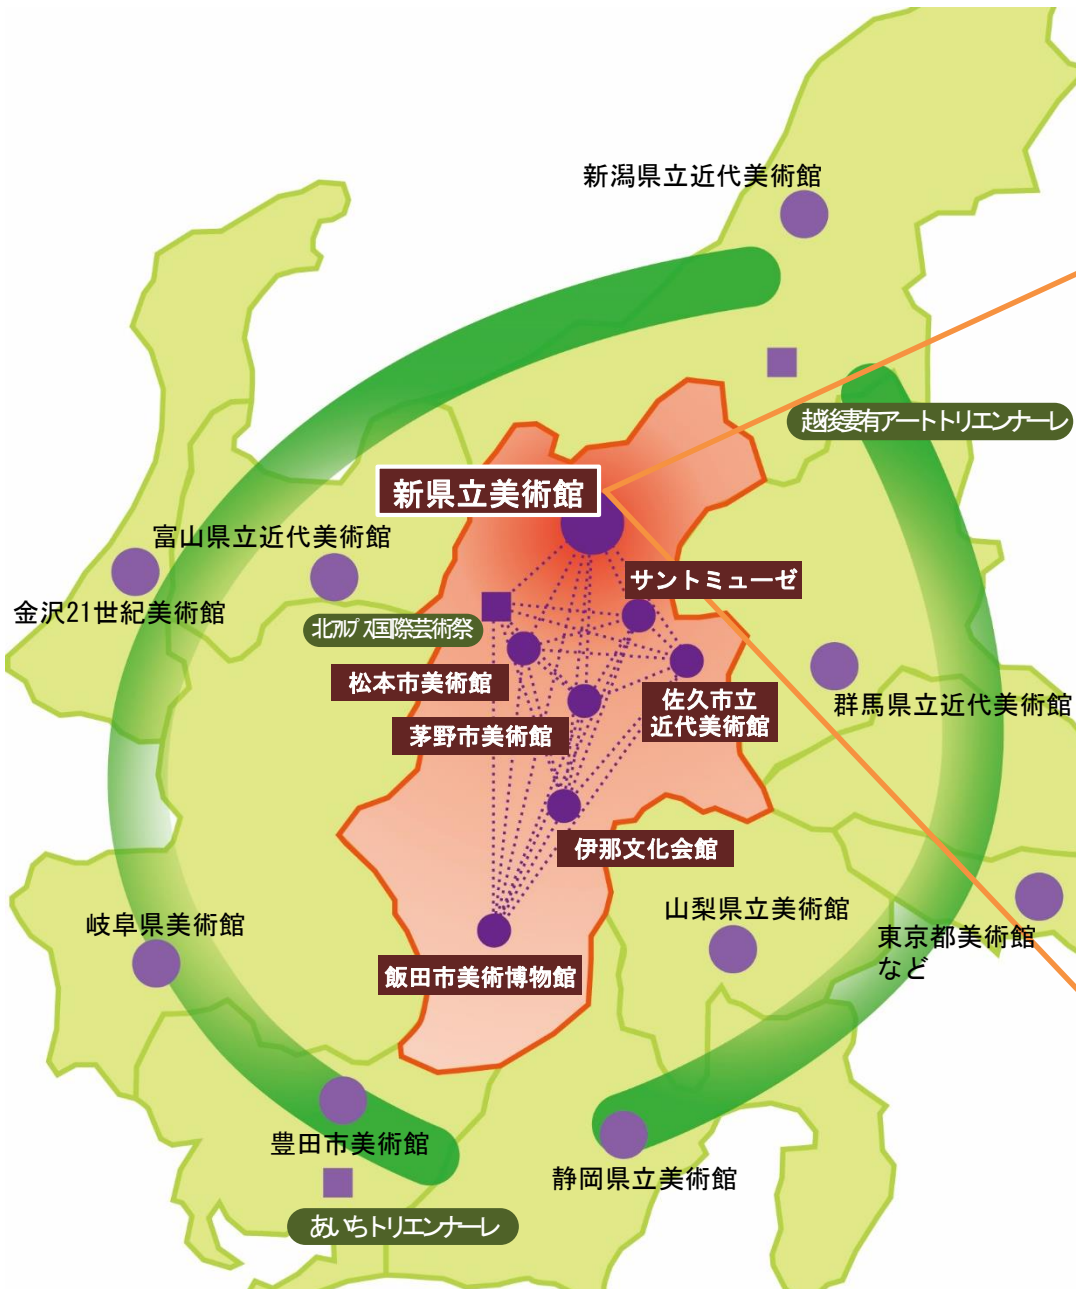 新潟県立近代美術館
越後妻有アートトリエンナーレ
新県立美術館
富山県立近代美術館
サントミューゼ
金沢21世紀美術館
北アルプス国際芸術祭
松本市美術館
佐久市立
近代美術館
群馬県立近代美術館
茅野市美術館
伊那文化会館
山梨県立美術館
岐阜県美術館
東京都美術館
など
飯田市美術博物館
豊田市美術館
静岡県立美術館
あいちトリエンナーレ